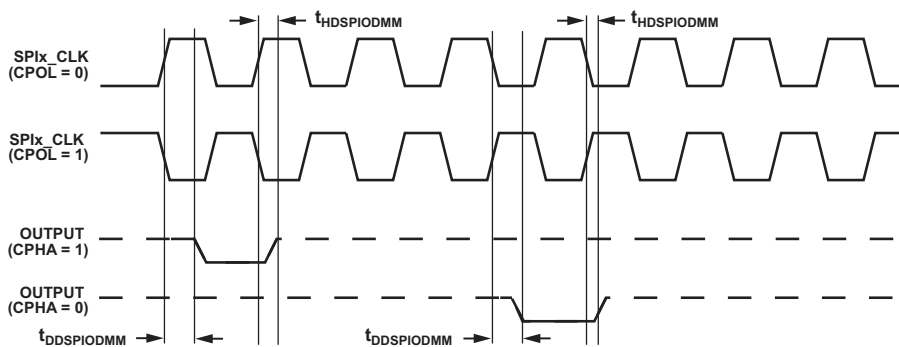 tHDSPIODMM
tHDSPIODMM
SPIx_CLK
(CPOL = 0)
SPIx_CLK
(CPOL = 1)
OUTPUT
(CPHA = 1)
OUTPUT
(CPHA = 0)
tDDSPIODMM
tDDSPIODMM